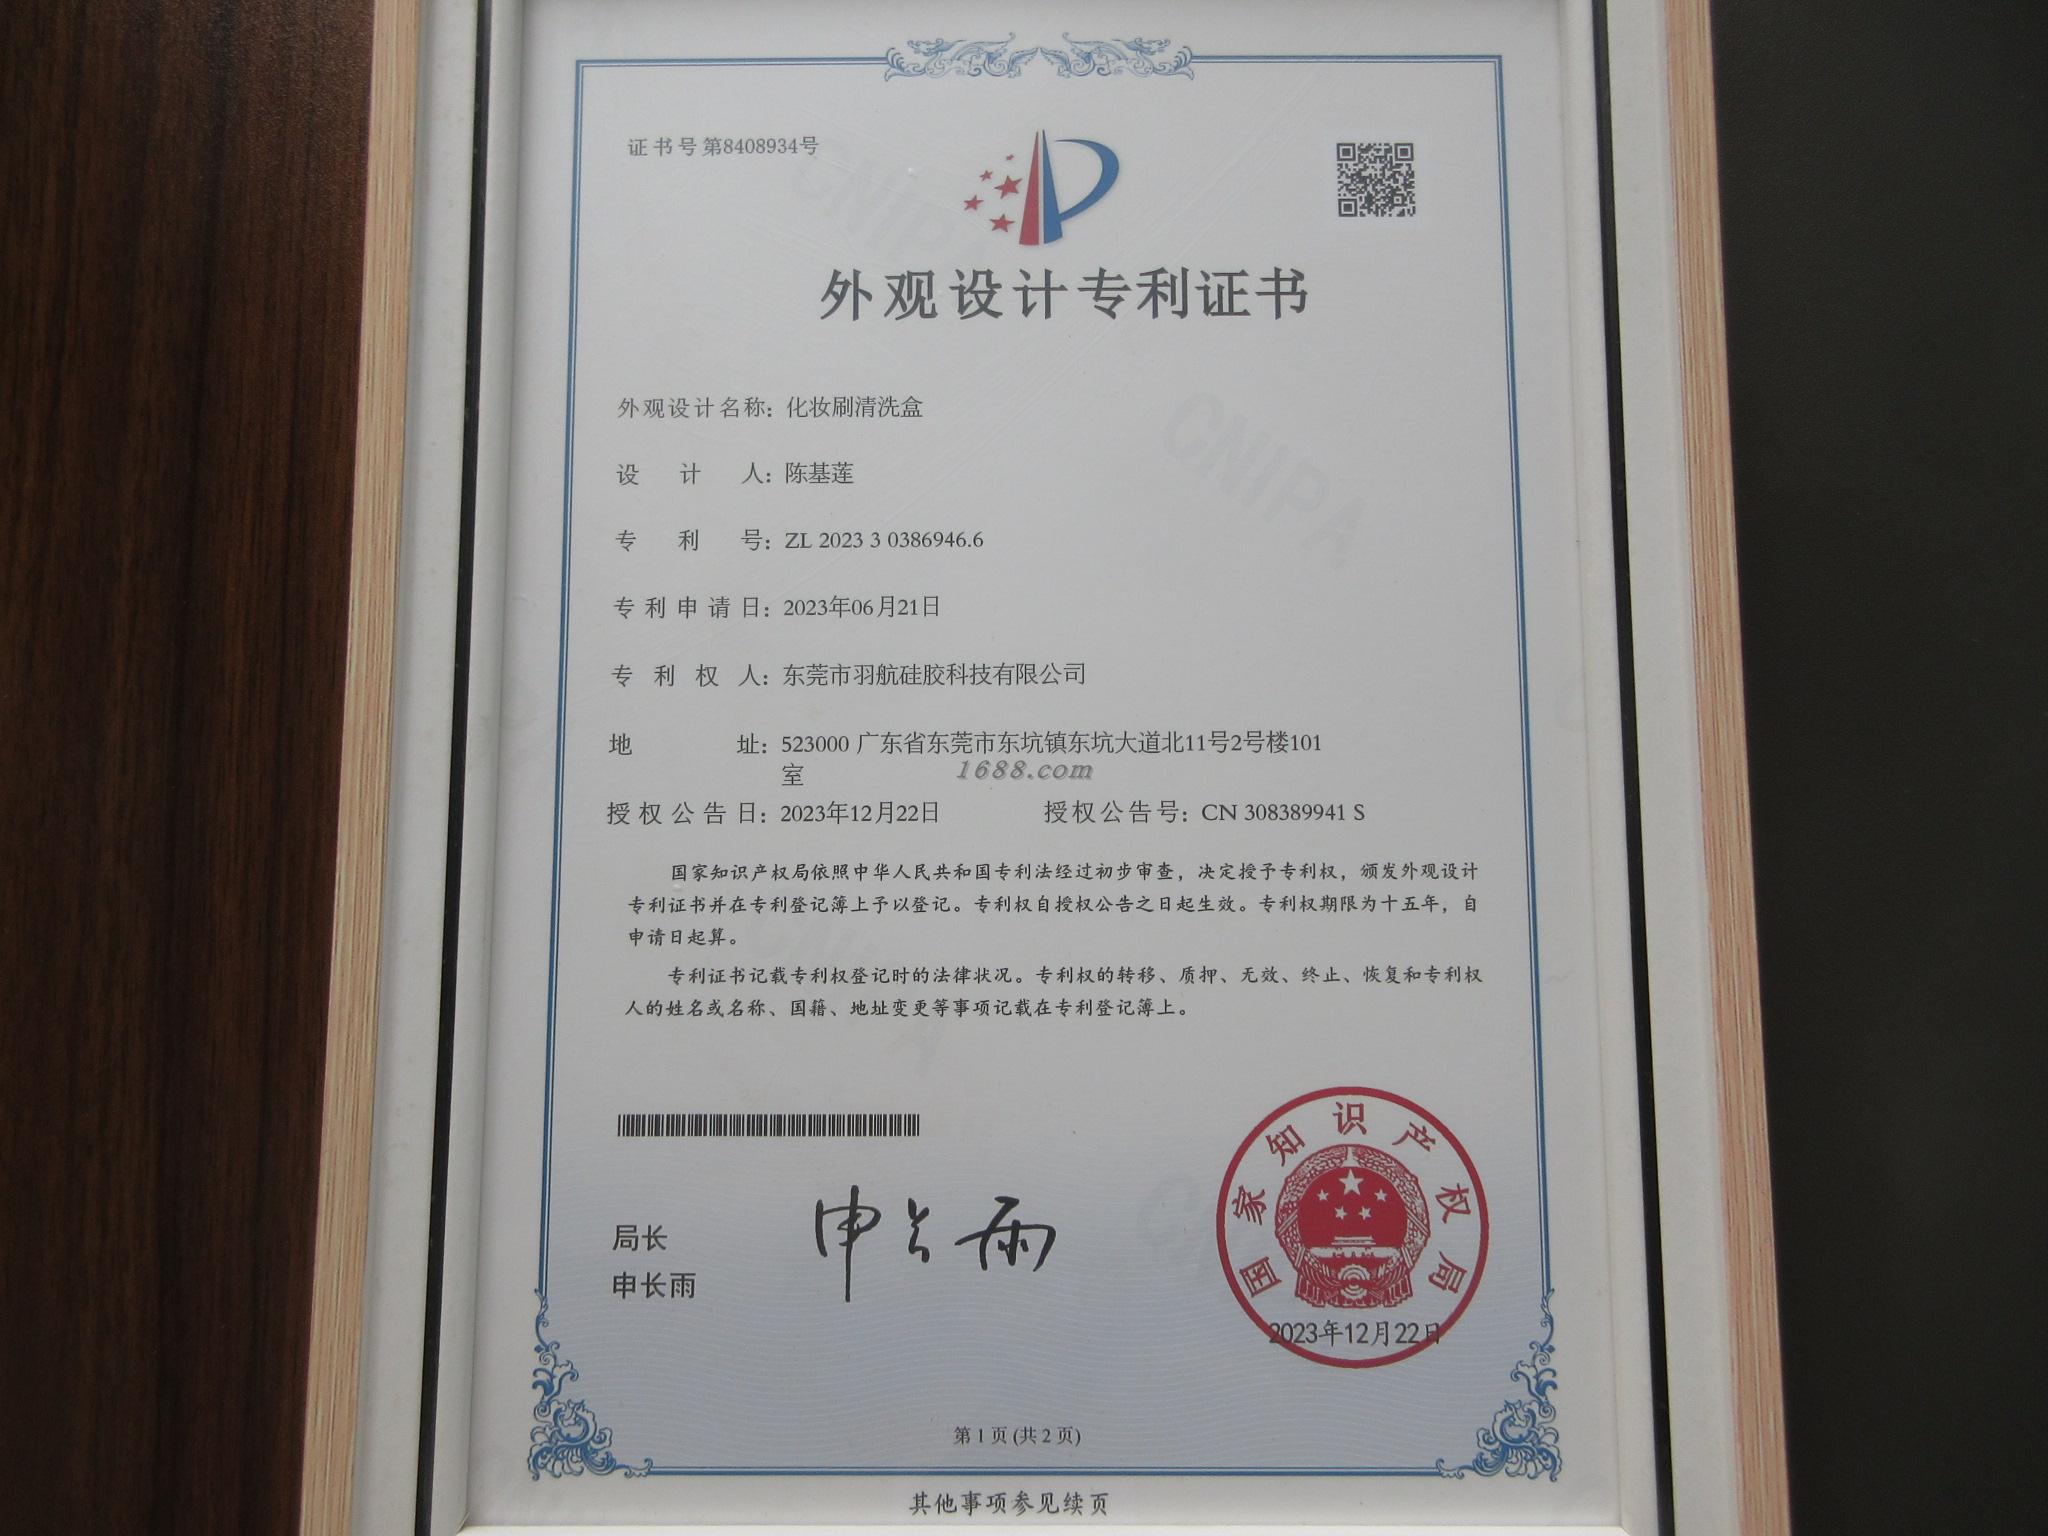 证书号第8408934号
外观设计专利证书
CNIPA
外观设计名称：化妆刷清洗盒
设计人：陈基莲
专利号：ZL 2023 3 0386946.6
专利申请日：2023年06月21日
专利权人：东莞市羽航硅胶科技有限公司
地址：523000 广东省东莞市东坑镇东坑大道北11号2号楼101
室
1688.com
授权公告日：2023年12月22日 授权公告号：CN 308389941 S
国家知识产权局依照中华人民共和国专利法经过初步审查，决定授予专利权，颁发外观设计
专利证书并在专利登记簿上予以登记。专利权自授权公告之日起生效。专利权期限为十五年，自
申请日起算。
专利证书记载专利权登记时的法律状况。专利权的转移、质押、无效、终止、恢复和专利权
人的姓名或名称、国籍、地址变更等事项记载在专利登记簿上。
局长
申长雨
申长雨
国家知识产权局
2023年12月22日
第 1 页 (共 2 页)
其他事项参见续页